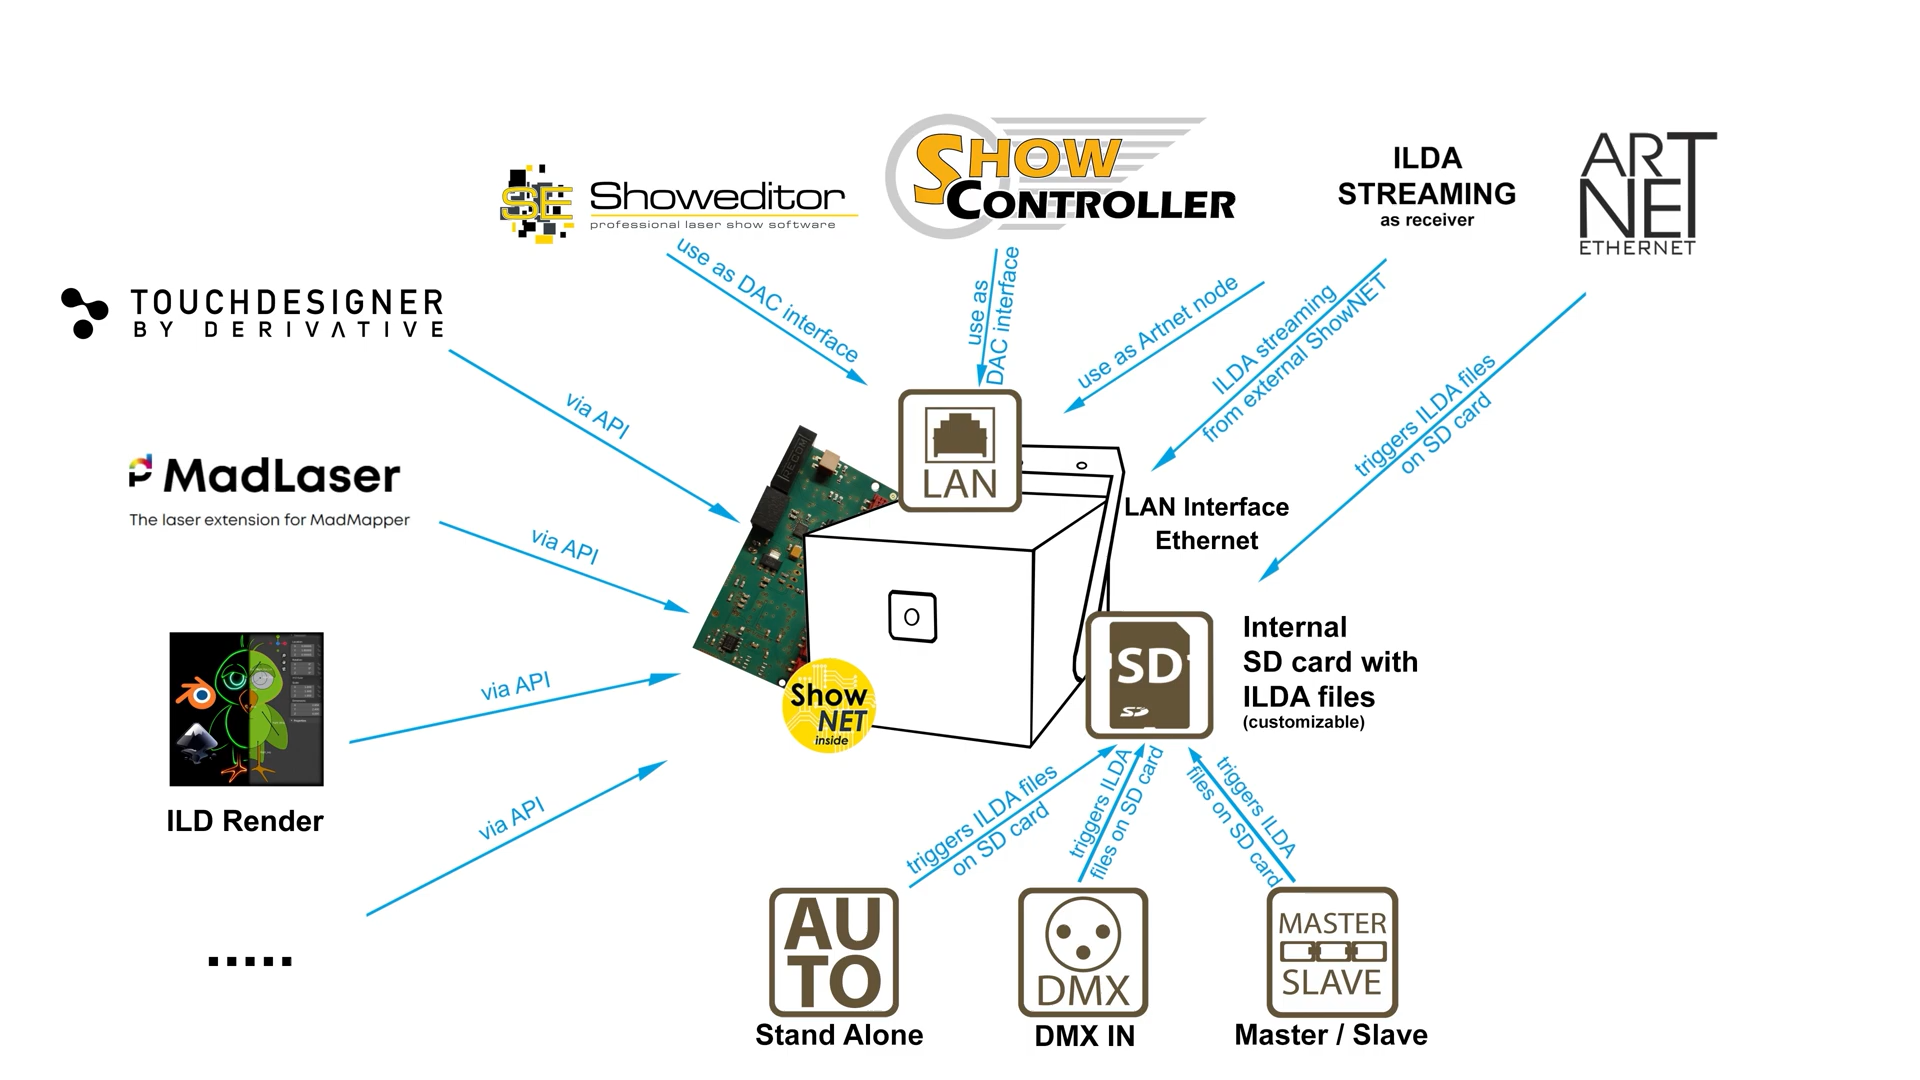 SE Showeditor
professional laser show software
SHOW
CONTROLLER
ILDA
STREAMING
as receiver
ART
NET
ETHERNET
TOUCHDESIGNER
BY DERIVATIVE
use as DAC interface
use as
DAC interface
use as Artnet node
ILDA streaming
from external ShowNET
triggers ILDA files
on SD card
via API
MadLaser
The laser extension for MadMapper
via API
RECOM
LAN
LAN Interface
Ethernet
ILD Render
via API
via API
.....
Show
NET
inside
SD
SD
Internal
SD card with
ILDA files
(customizable)
triggers ILDA files
on SD card
triggers ILDA
files on SD card
triggers ILDA
files on SD card
AU
TO
Stand Alone
DMX
DMX IN
MASTER
SLAVE
Master / Slave